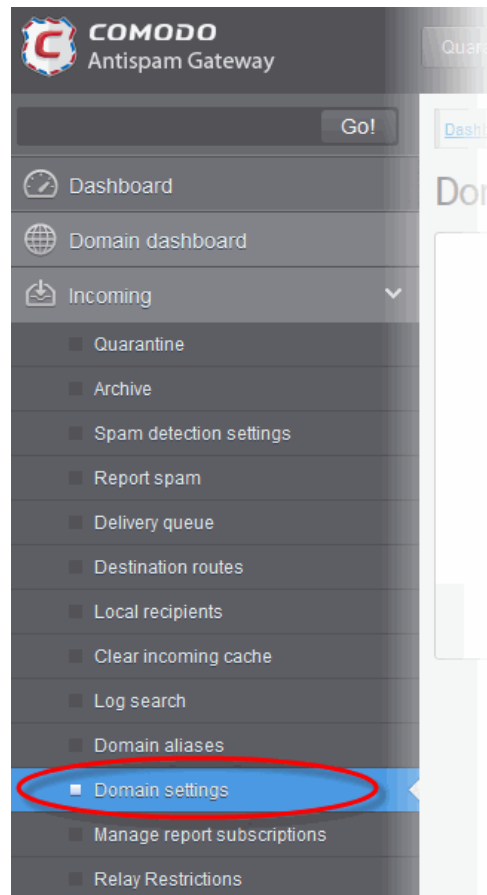 COMODO
Antispam Gateway
Go!
Dashboard
Domain dashboard
Incoming
Quarantine
Archive
Spam detection settings
Report spam
Delivery queue
Destination routes
Local recipients
Clear incoming cache
Log search
Domain aliases
Domain settings
Manage report subscriptions
Relay Restrictions